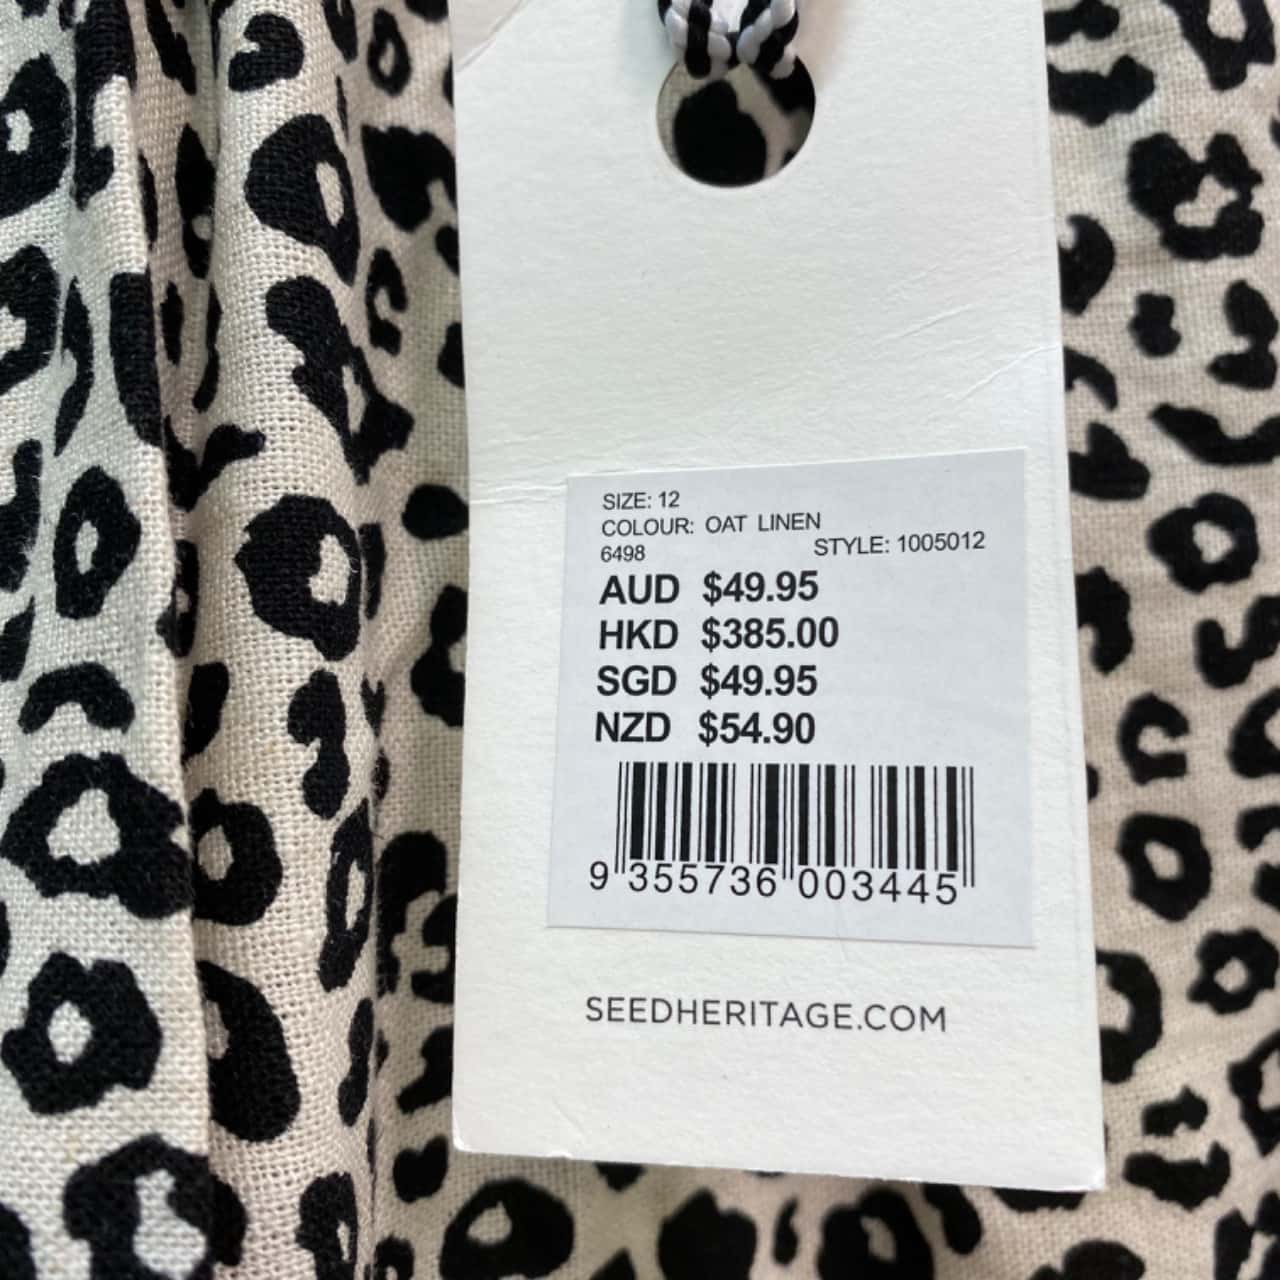 SIZE: 12
COLOUR: OAT LINEN
6498 STYLE: 1005012
AUD $49.95
HKD $385.00
SGD $49.95
NZD $54.90
9 355736 003445
SEEDHERITAGE.COM